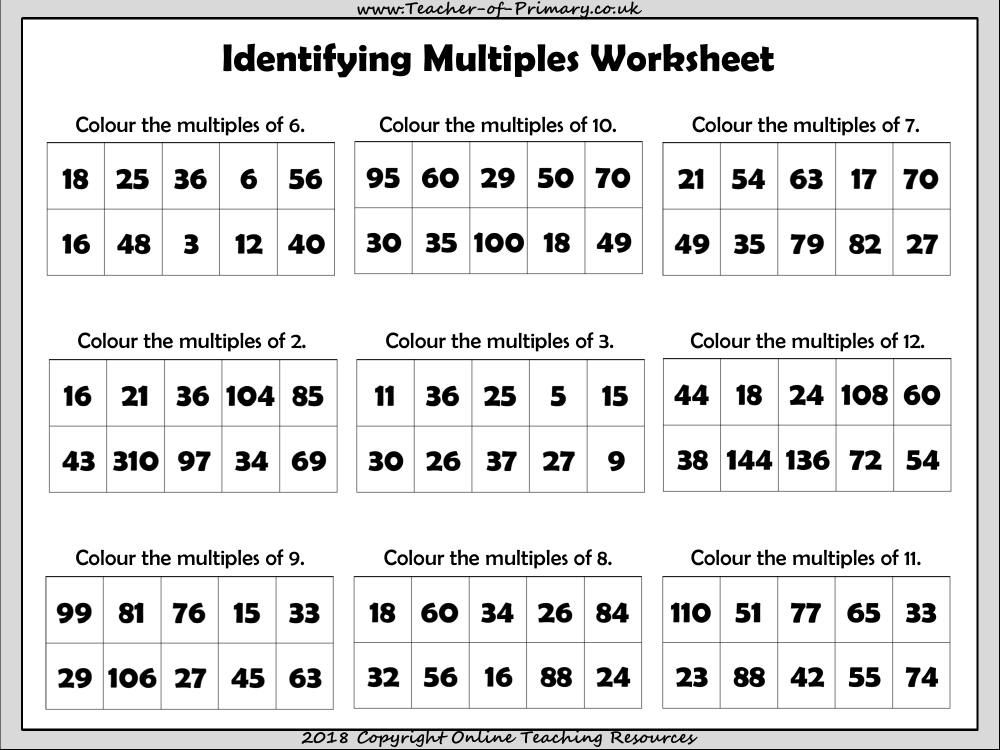 www.Teacher-of-Primary.co.uk
Identifying Multiples Worksheet
Colour the multiples of 6.
18 25 36 6 56
16 48 3 12 40
Colour the multiples of 10.
95 60 29 50 70
30 35 100 18 49
Colour the multiples of 7.
21 54 63 17 70
49 35 79 82 27
Colour the multiples of 2.
16 21 36 104 85
43 310 97 34 69
Colour the multiples of 3.
11 36 25 5 15
30 26 37 27 9
Colour the multiples of 12.
44 18 24 108 60
38 144 136 72 54
Colour the multiples of 9.
99 81 76 15 33
29 106 27 45 63
Colour the multiples of 8.
18 60 34 26 84
32 56 16 88 24
Colour the multiples of 11.
110 51 77 65 33
23 88 42 55 74
2018 Copyright Online Teaching Resources